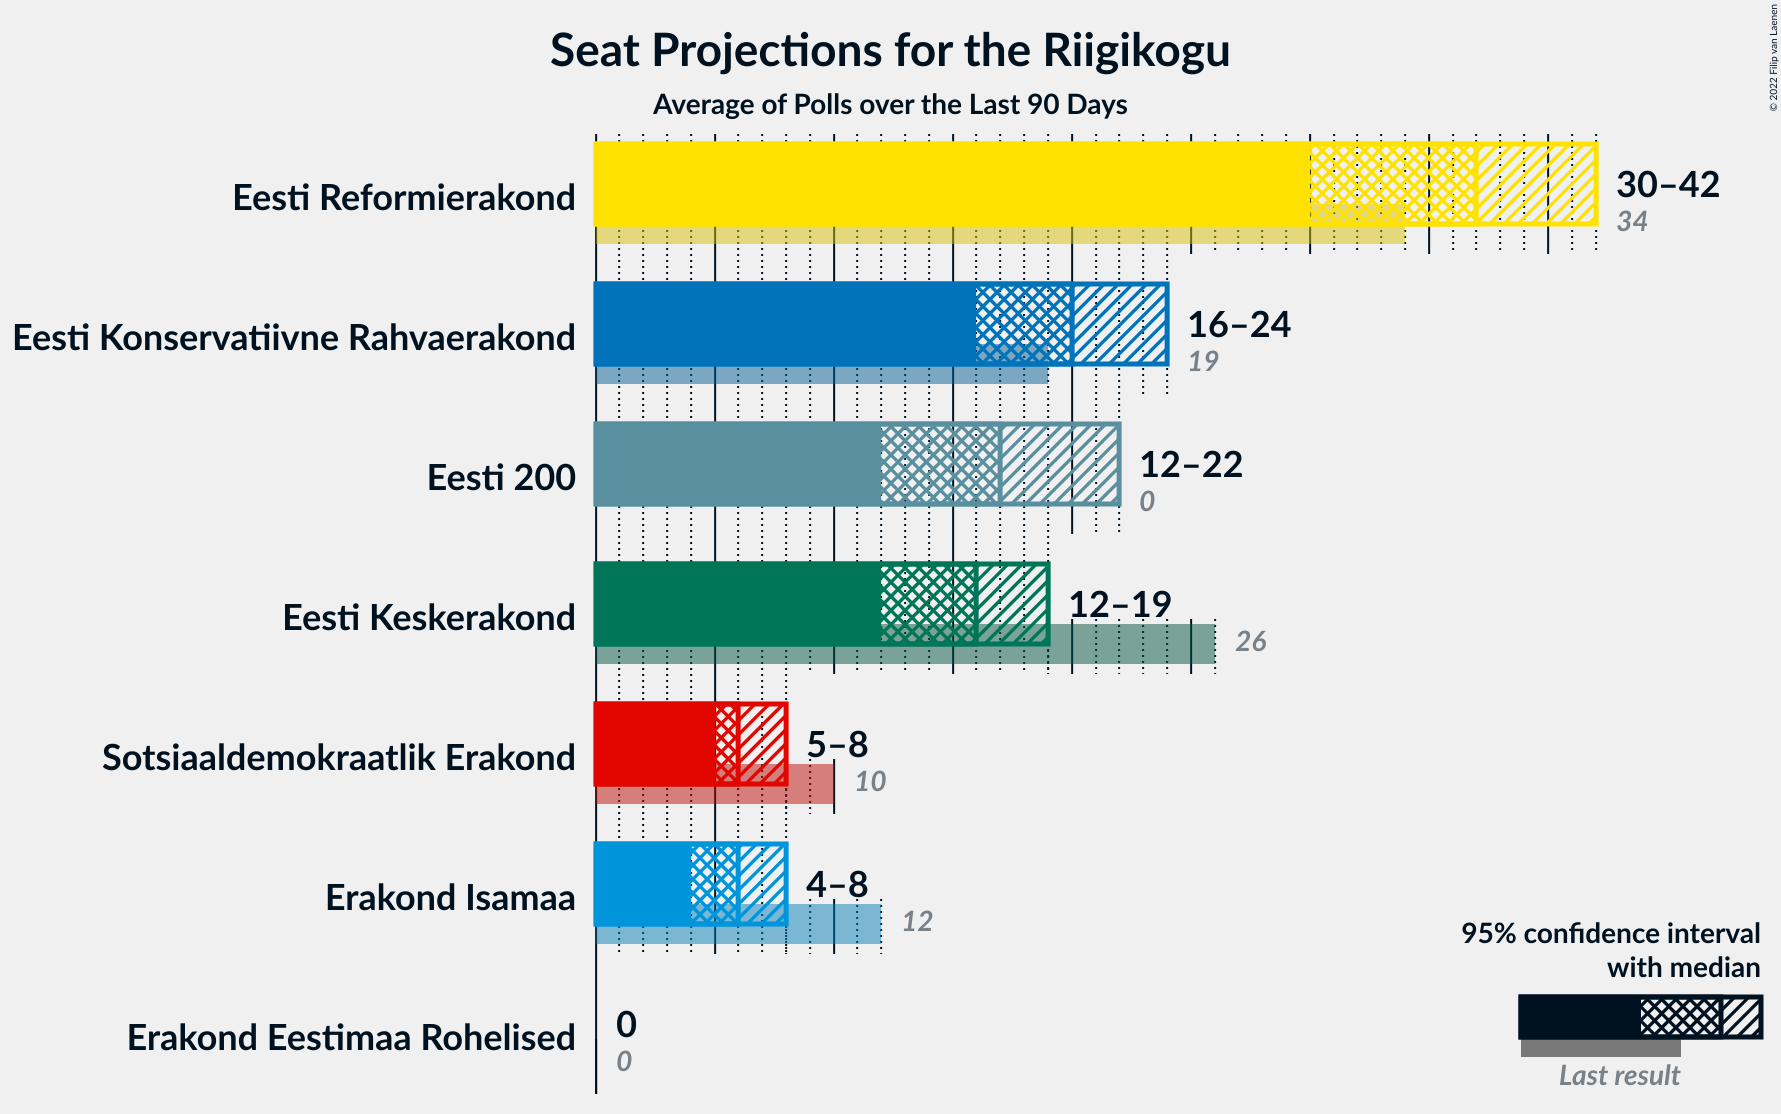 Seat Projections for the Riigikogu
Average of Polls over the Last 90 Days
© 2022 Filip van Laenen
Eesti Reformierakond
30–42
34
Eesti Konservatiivne Rahvaerakond
16–24
19
Eesti 200
12–22
0
Eesti Keskerakond
12–19
26
Sotsiaaldemokraatlik Erakond
5–8
10
Erakond Isamaa
4–8
12
Erakond Eestimaa Rohelised
0
0
95% confidence interval
with median
Last result